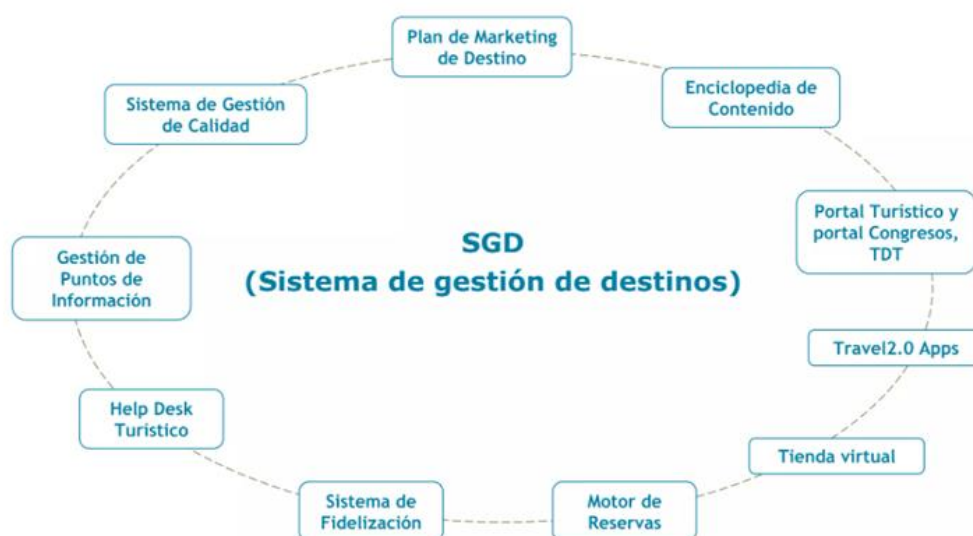 Plan de Marketing
de Destino
Enciclopedia de
Contenido
Portal Turístico y
portal Congresos,
TDT
Travel2.0 Apps
Tienda virtual
Motor de
Reservas
Sistema de
Fidelización
Help Desk
Turístico
Gestión de
Puntos de
Información
Sistema de Gestión
de Calidad
SGD
(Sistema de gestión de destinos)